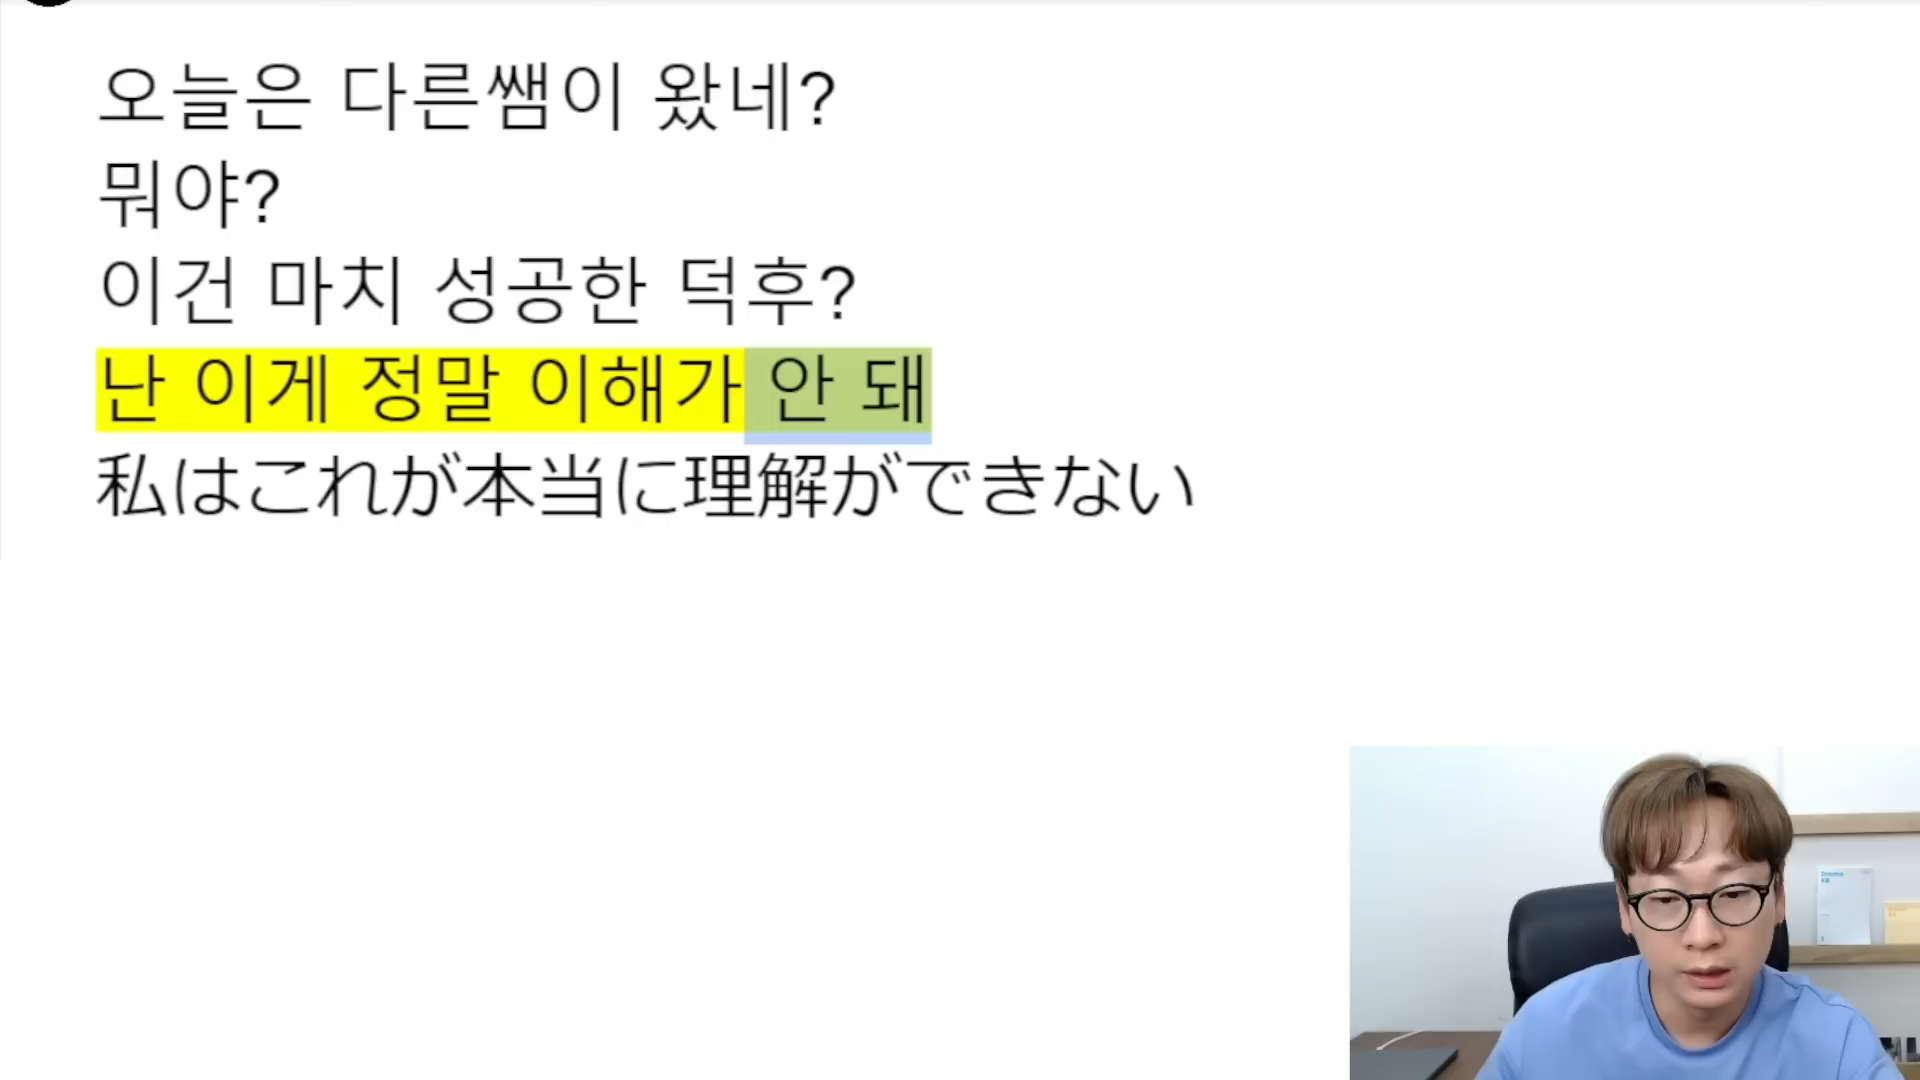 오늘은 다른쌤이 왔네?
뭐야?
이건 마치 성공한 덕후?
난 이게 정말 이해가 안 돼
私はこれが本当に理解ができない